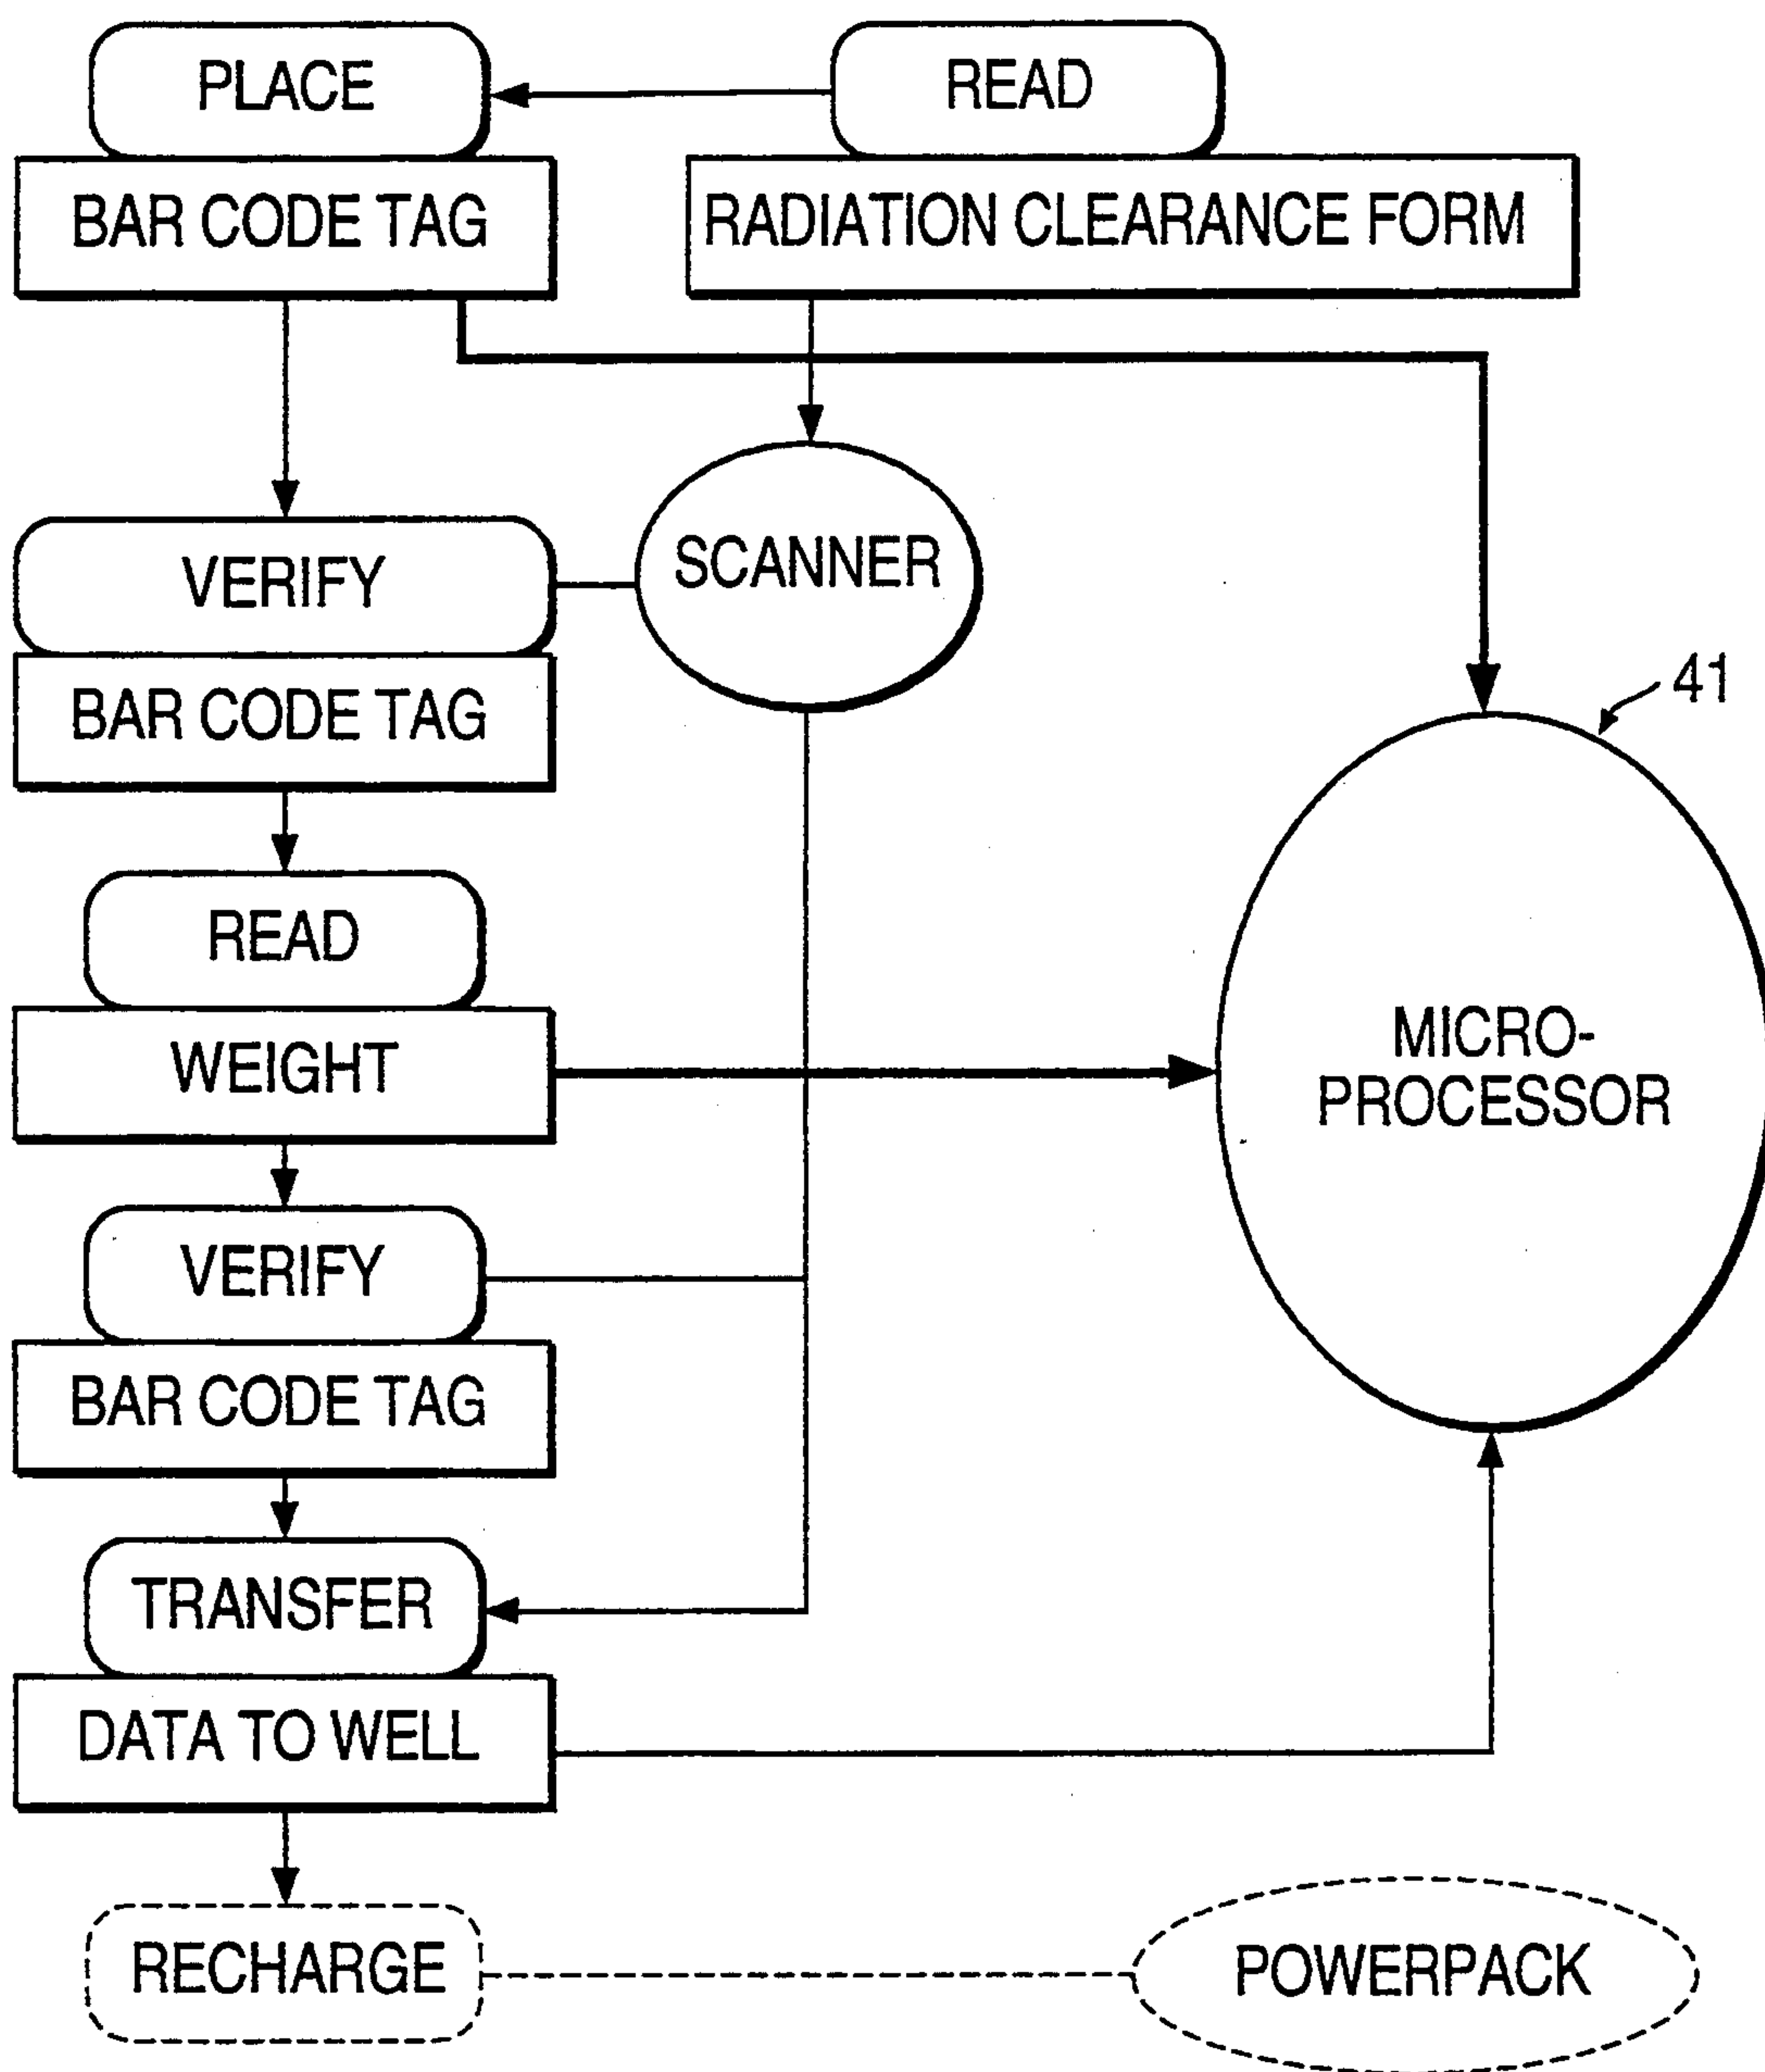 PLACE
READ
BAR CODE TAG
RADIATION CLEARANCE FORM
SCANNER
VERIFY
BAR CODE TAG
41
READ
WEIGHT
MICRO-
PROCESSOR
VERIFY
BAR CODE TAG
TRANSFER
DATA TO WELL
RECHARGE
POWERPACK